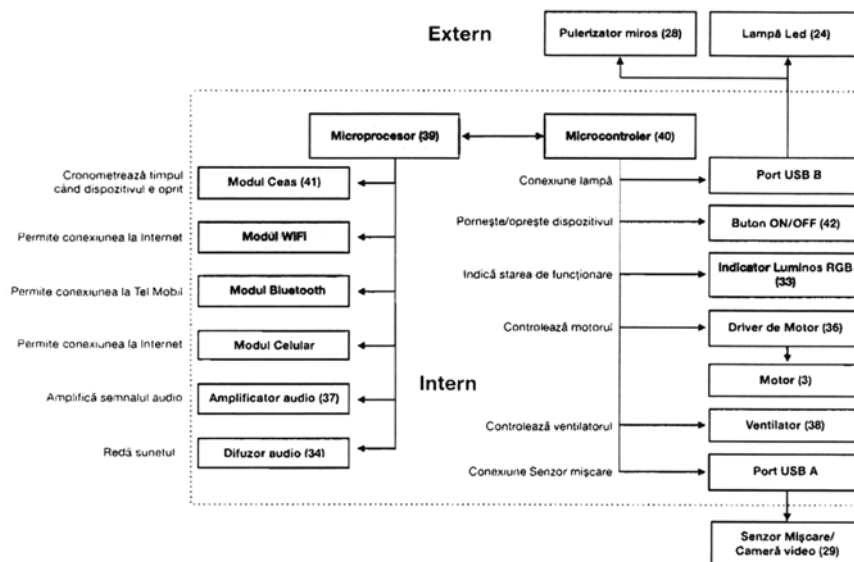 Extern
Pulerizator miros (28)
Lampă Led (24)
Microprocesor (39)
Microcontroler (40)
Cronometrează timpul
când dispozitivul e oprit
Modul Ceas (41)
Conexiune lampă
Port USB B
Permite conexiunea la Internet
Modul WIFI
Pornește/oprește dispozitivul
Buton ON/OFF (42)
Permite conexiunea la Tel Mobil
Modul Bluetooth
Indică starea de funcționare
Indicator Luminos RGB
(33)
Permite conexiunea la Internet
Modul Celular
Controlează motorul
Driver de Motor (36)
Intern
Motor (3)
Amplifică semnalul audio
Amplificator audio (37)
Controlează ventilatorul
Ventilator (38)
Redă sunetul
Difuzor audio (34)
Conexiune Senzor mișcare
Port USB A
Senzor Mișcare/
Cameră video (29)